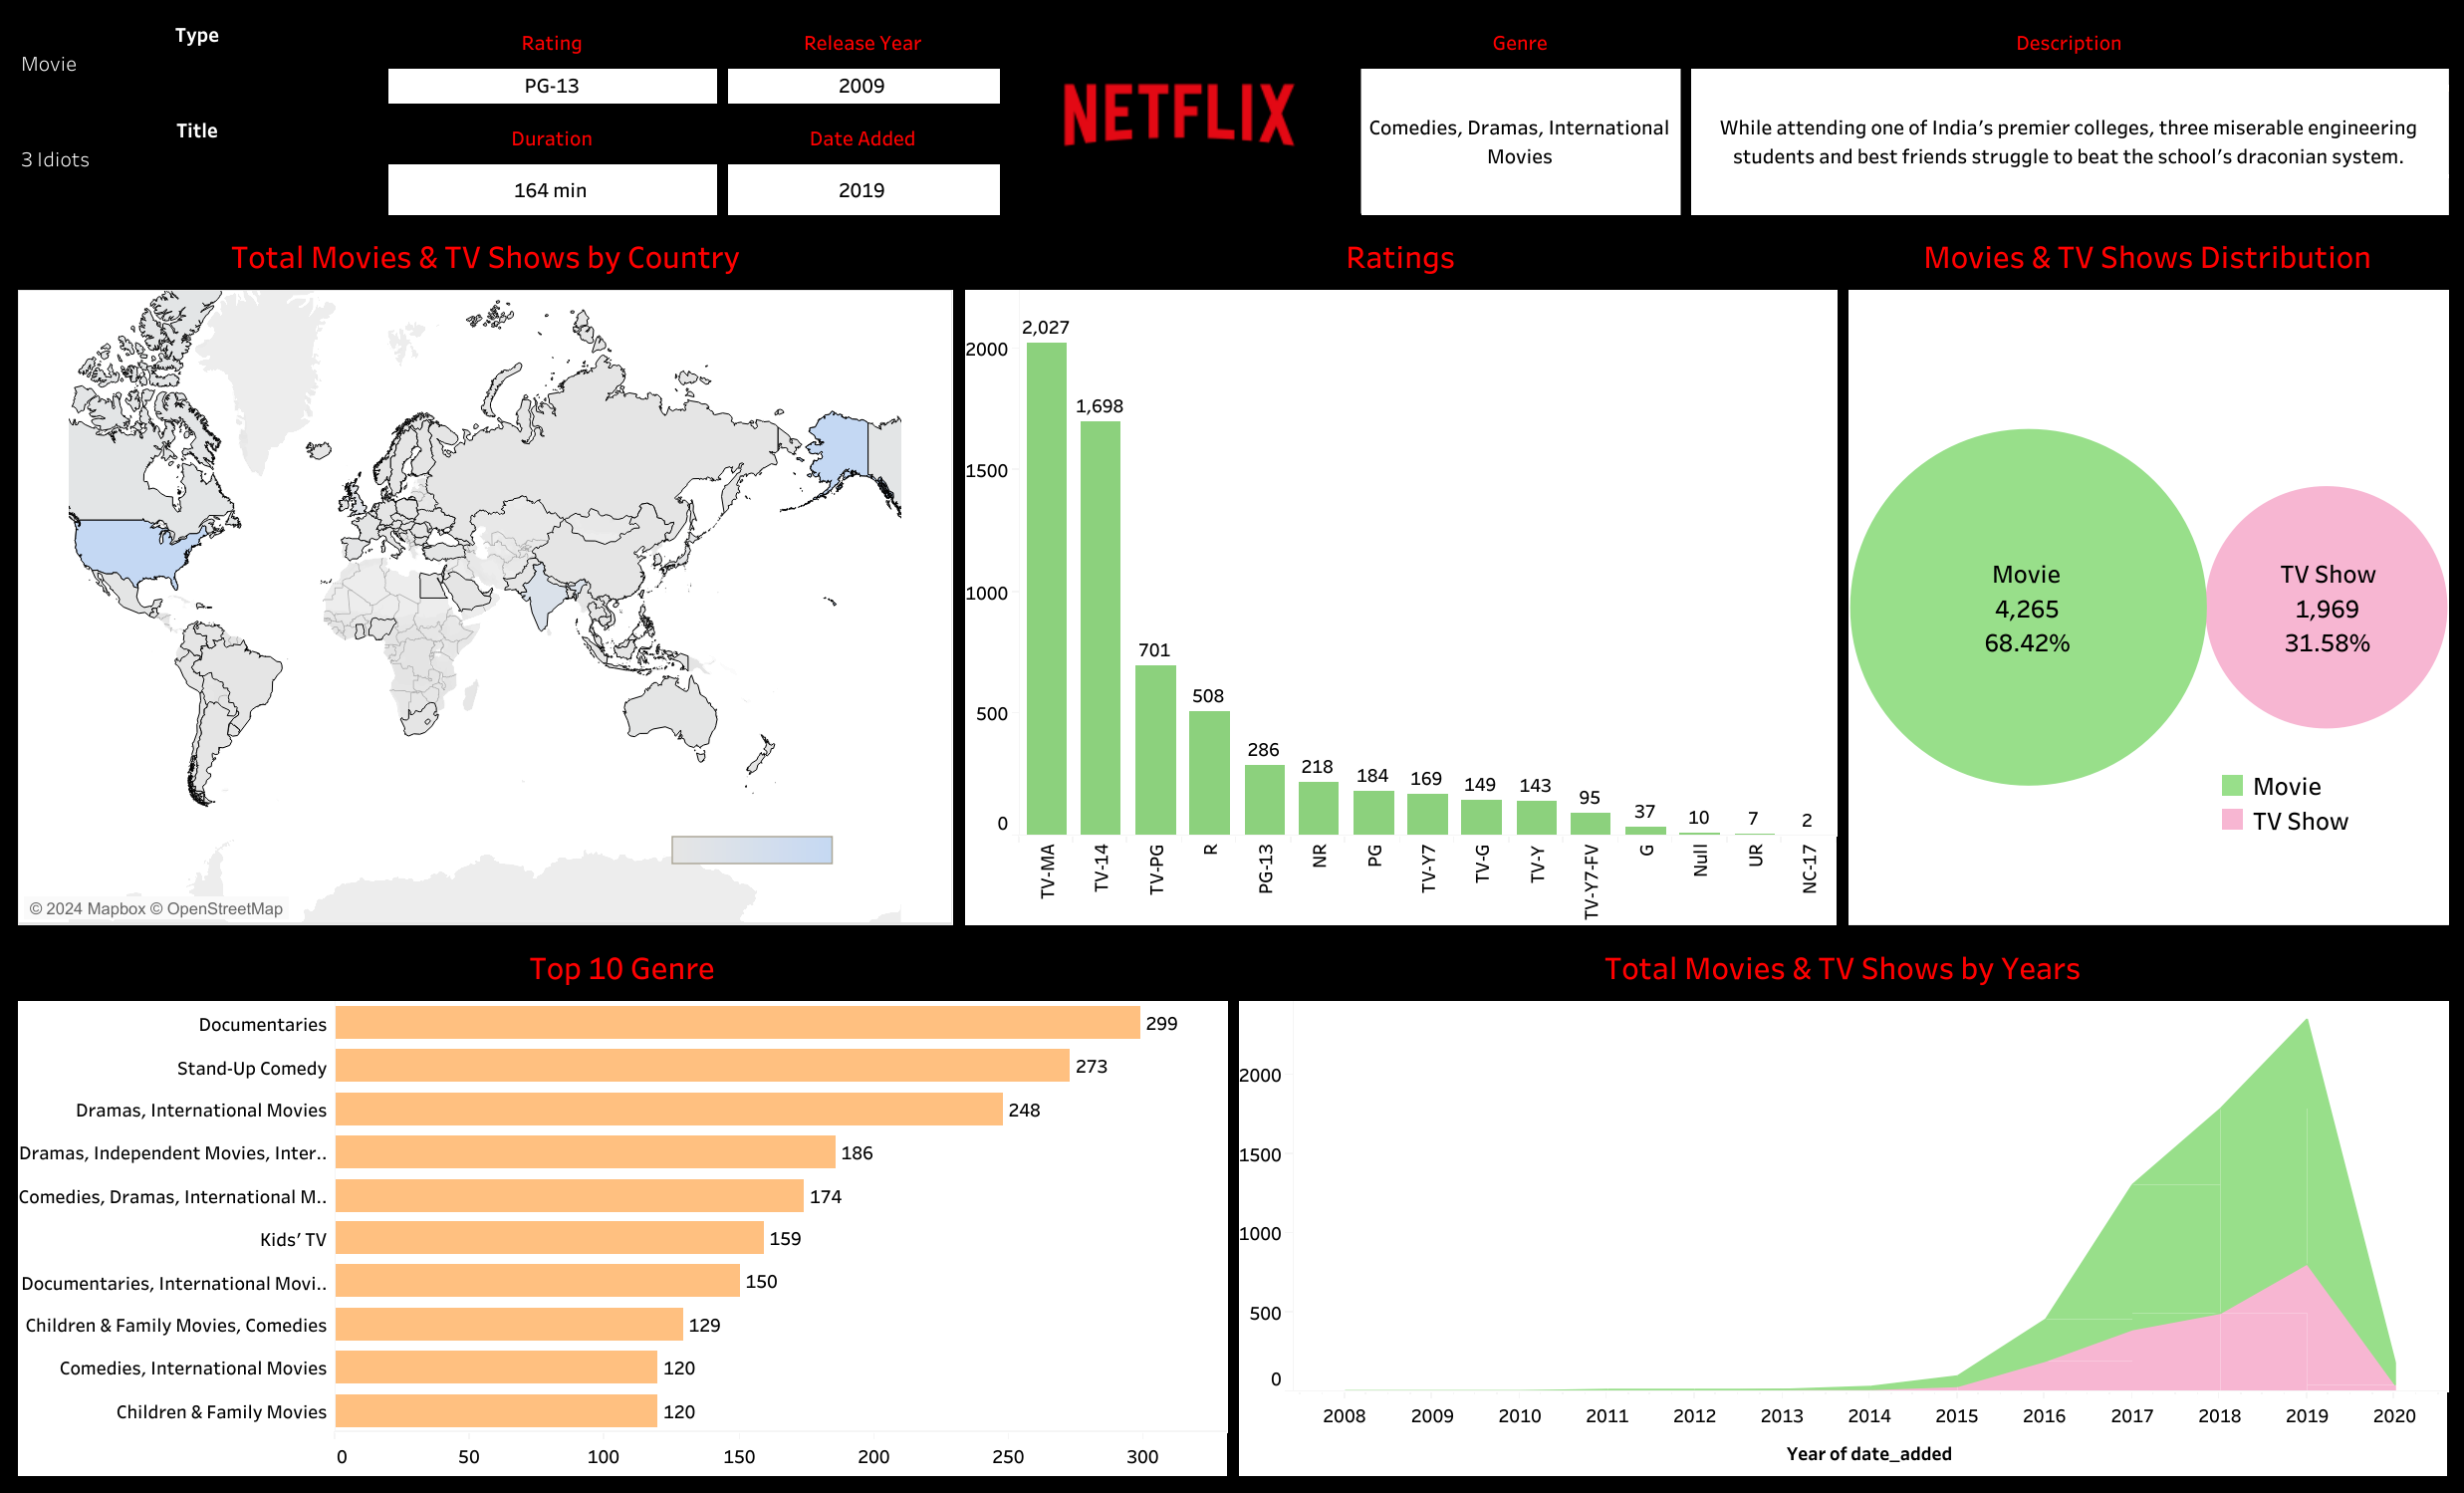 Type
Movie
Title
3 Idiots
Rating
PG-13
Release Year
2009
Duration
164 min
Date Added
2019
NETFLIX
Genre
Comedies, Dramas, International
Movies
Description
While attending one of India’s premier colleges, three miserable engineering
students and best friends struggle to beat the school’s draconian system.
Total Movies & TV Shows by Country
© 2024 Mapbox © OpenStreetMap
Ratings
2000
1500
1000
500
0
2,027
1,698
701
508
286
218
184
169
149
143
95
37
10
7
2
TV-MA
TV-14
TV-PG
R
PG-13
NR
PG
TV-Y7
TV-G
TV-Y
TV-Y7-FV
G
Null
UR
NC-17
Movies & TV Shows Distribution
Movie
4,265
68.42%
TV Show
1,969
31.58%
Movie
TV Show
Top 10 Genre
Documentaries 299
Stand-Up Comedy 273
Dramas, International Movies 248
Dramas, Independent Movies, Inter.. 186
Comedies, Dramas, International M.. 174
Kids’ TV 159
Documentaries, International Movi.. 150
Children & Family Movies, Comedies 129
Comedies, International Movies 120
Children & Family Movies 120
0 50 100 150 200 250 300
Total Movies & TV Shows by Years
2000
1500
1000
500
0
2008 2009 2010 2011 2012 2013 2014 2015 2016 2017 2018 2019 2020
Year of date_added